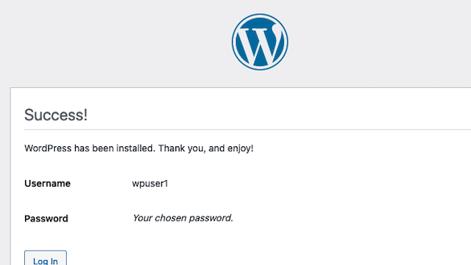 Success!
WordPress has been installed. Thank you, and enjoy!
Username wpuser1
Password Your chosen password.
Log In